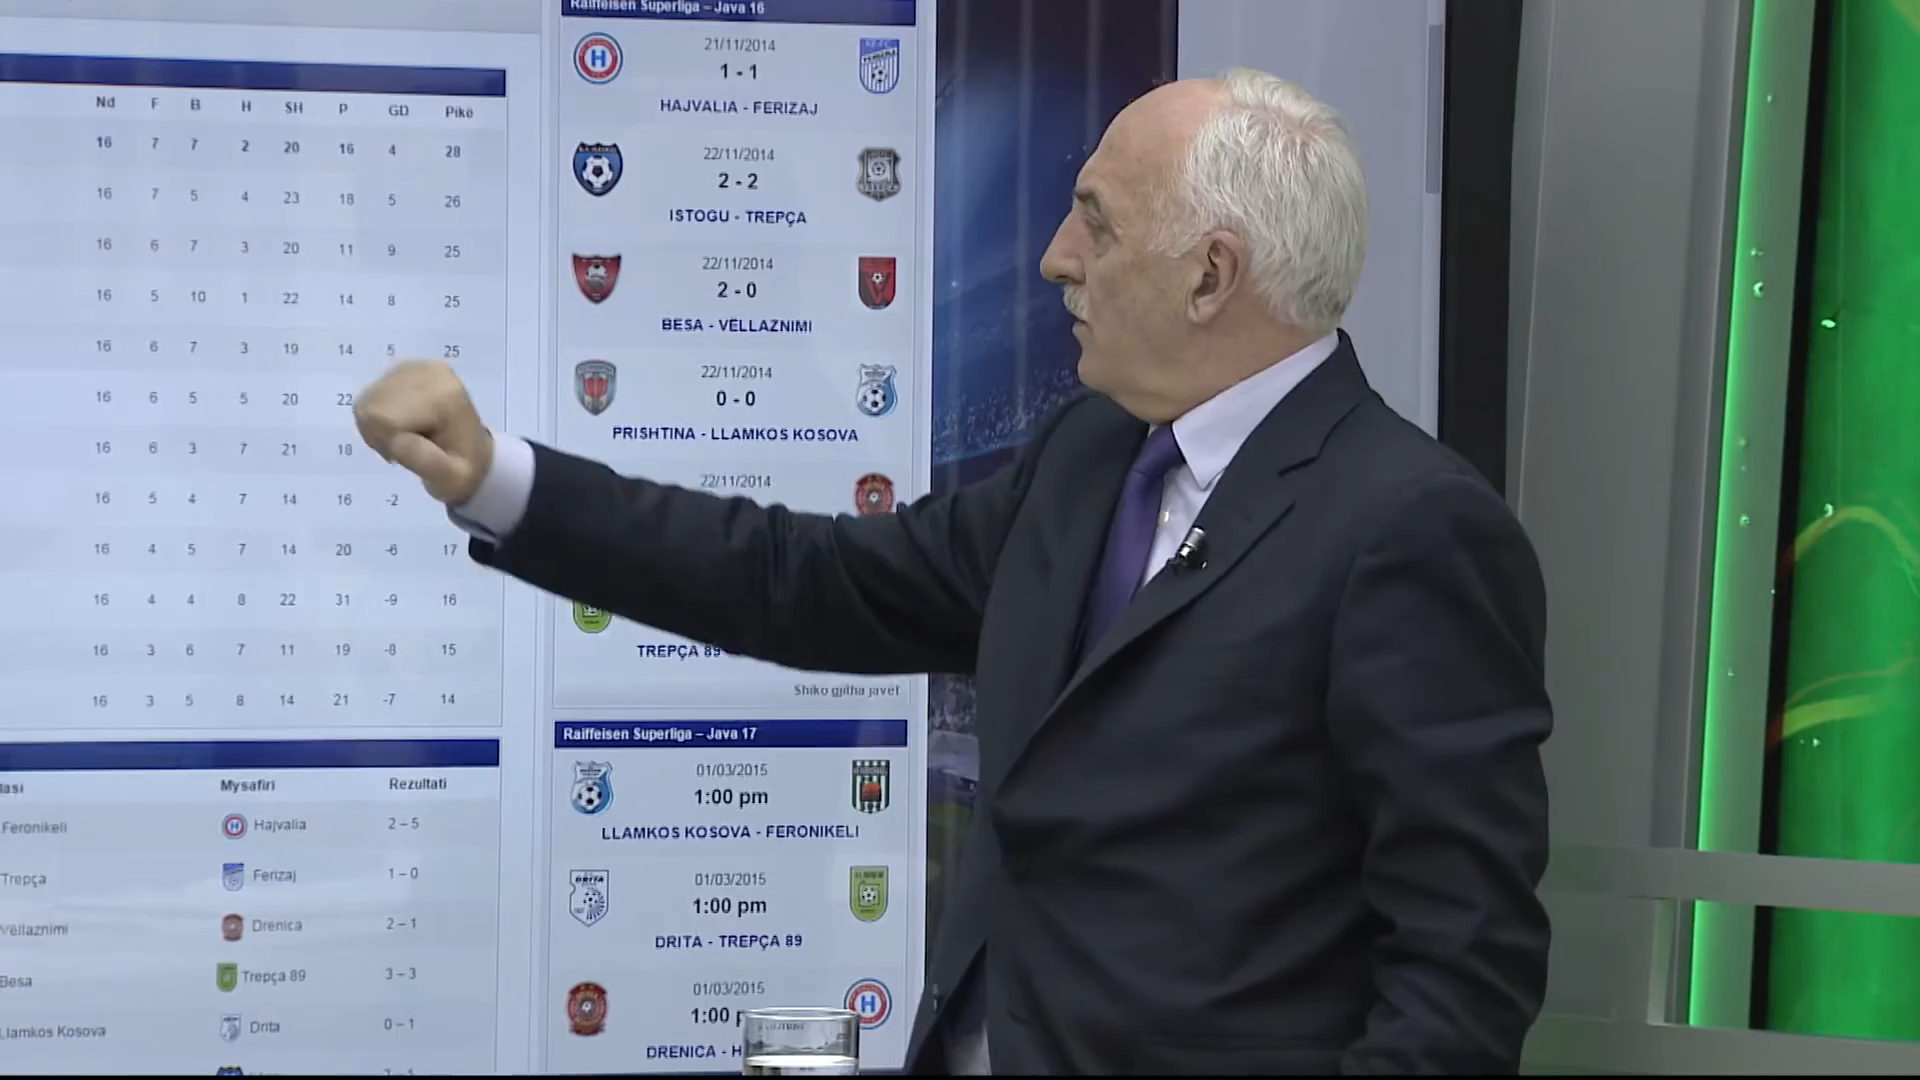 Nd F B H SH P GD Pikë
16 7 7 2 20 16 4 28
16 7 5 4 23 18 5 26
16 6 7 3 20 11 9 25
16 5 10 1 22 14 8 25
16 6 7 3 19 14 5 25
16 6 5 5 20 22
16 6 3 7 21 18
16 5 4 7 14 16 -2
16 4 5 7 14 20 -6 17
16 4 4 8 22 31 -9 16
16 3 6 7 11 19 -8 15
16 3 5 8 14 21 -7 14
Mysafiri Rezultati
Feronikeli Hajvalia 2 – 5
Trepça Ferizaj 1 – 0
Vëllaznimi Drenica 2 – 1
Besa Trepça 89 3 – 3
Llamkos Kosova Drita 0 – 1
Raiffeisen Superliga – Java 16
21/11/2014
1 - 1
HAJVALIA - FERIZAJ
22/11/2014
2 - 2
ISTOGU - TREPÇA
22/11/2014
2 - 0
BESA - VËLLAZNIMI
22/11/2014
0 - 0
PRISHTINA - LLAMKOS KOSOVA
22/11/2014
TREPÇA 89
Shiko gjitha javët
Raiffeisen Superliga – Java 17
01/03/2015
1:00 pm
LLAMKOS KOSOVA - FERONIKELI
01/03/2015
1:00 pm
DRITA
DRITA - TREPÇA 89
01/03/2015
1:00 p
DRENICA - H